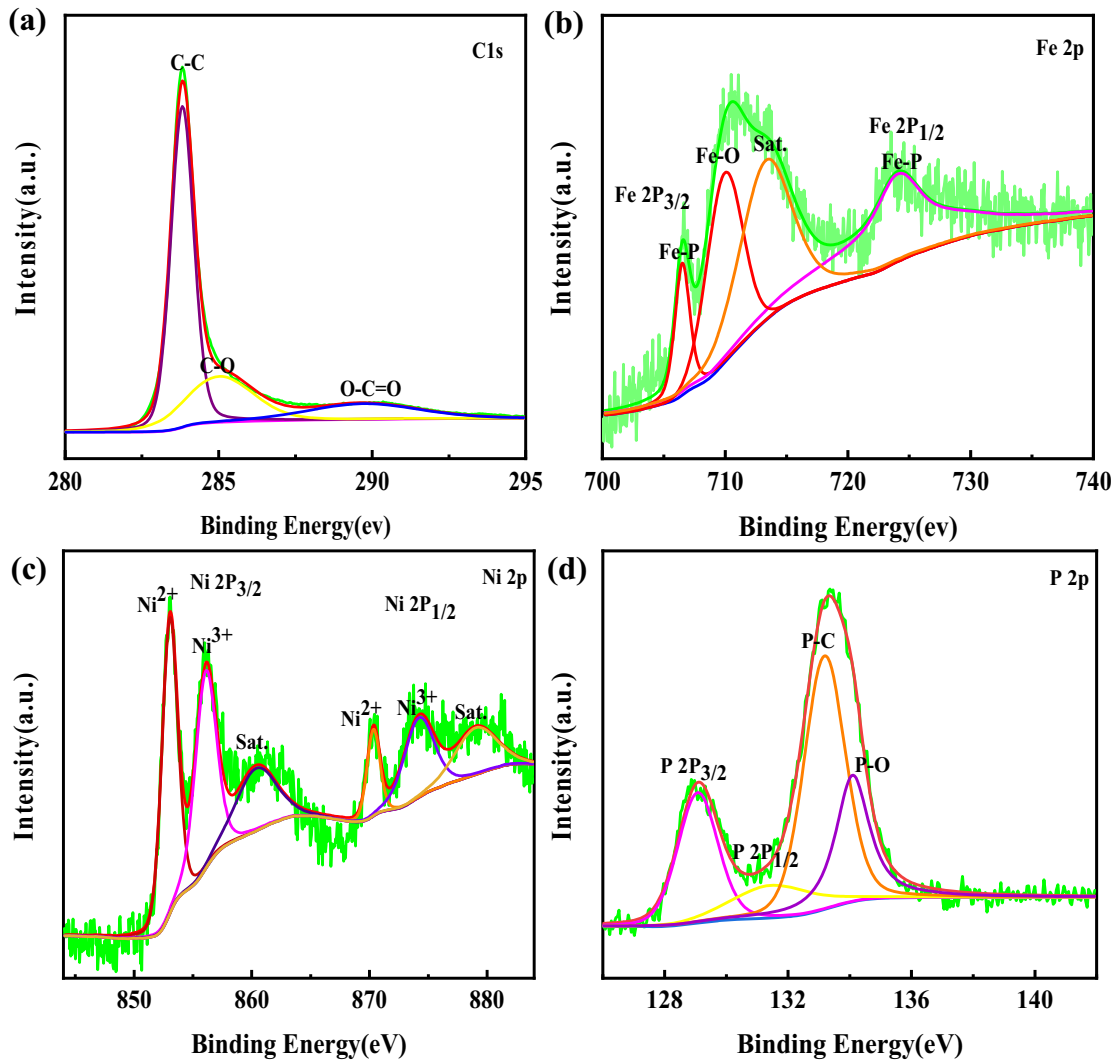 (a)
C1s
C-C
C-O
O-C=O
Intensity(a.u.)
280 285 290 295
Binding Energy(ev)
(b)
Fe 2p
Fe 2P1/2
Fe-P
Sat.
Fe-O
Fe 2P3/2
Fe-P
Intensity(a.u.)
700 710 720 730 740
Binding Energy(ev)
(c)
Ni 2p
Ni2+
Ni 2P3/2
Ni3+
Sat.
Ni 2P1/2
Ni2+
Ni3+
Sat.
Intensity(a.u.)
850 860 870 880
Binding Energy(eV)
(d)
P 2p
P-C
P-O
P 2P3/2
P 2P1/2
Intensity(a.u.)
128 132 136 140
Binding Energy(eV)